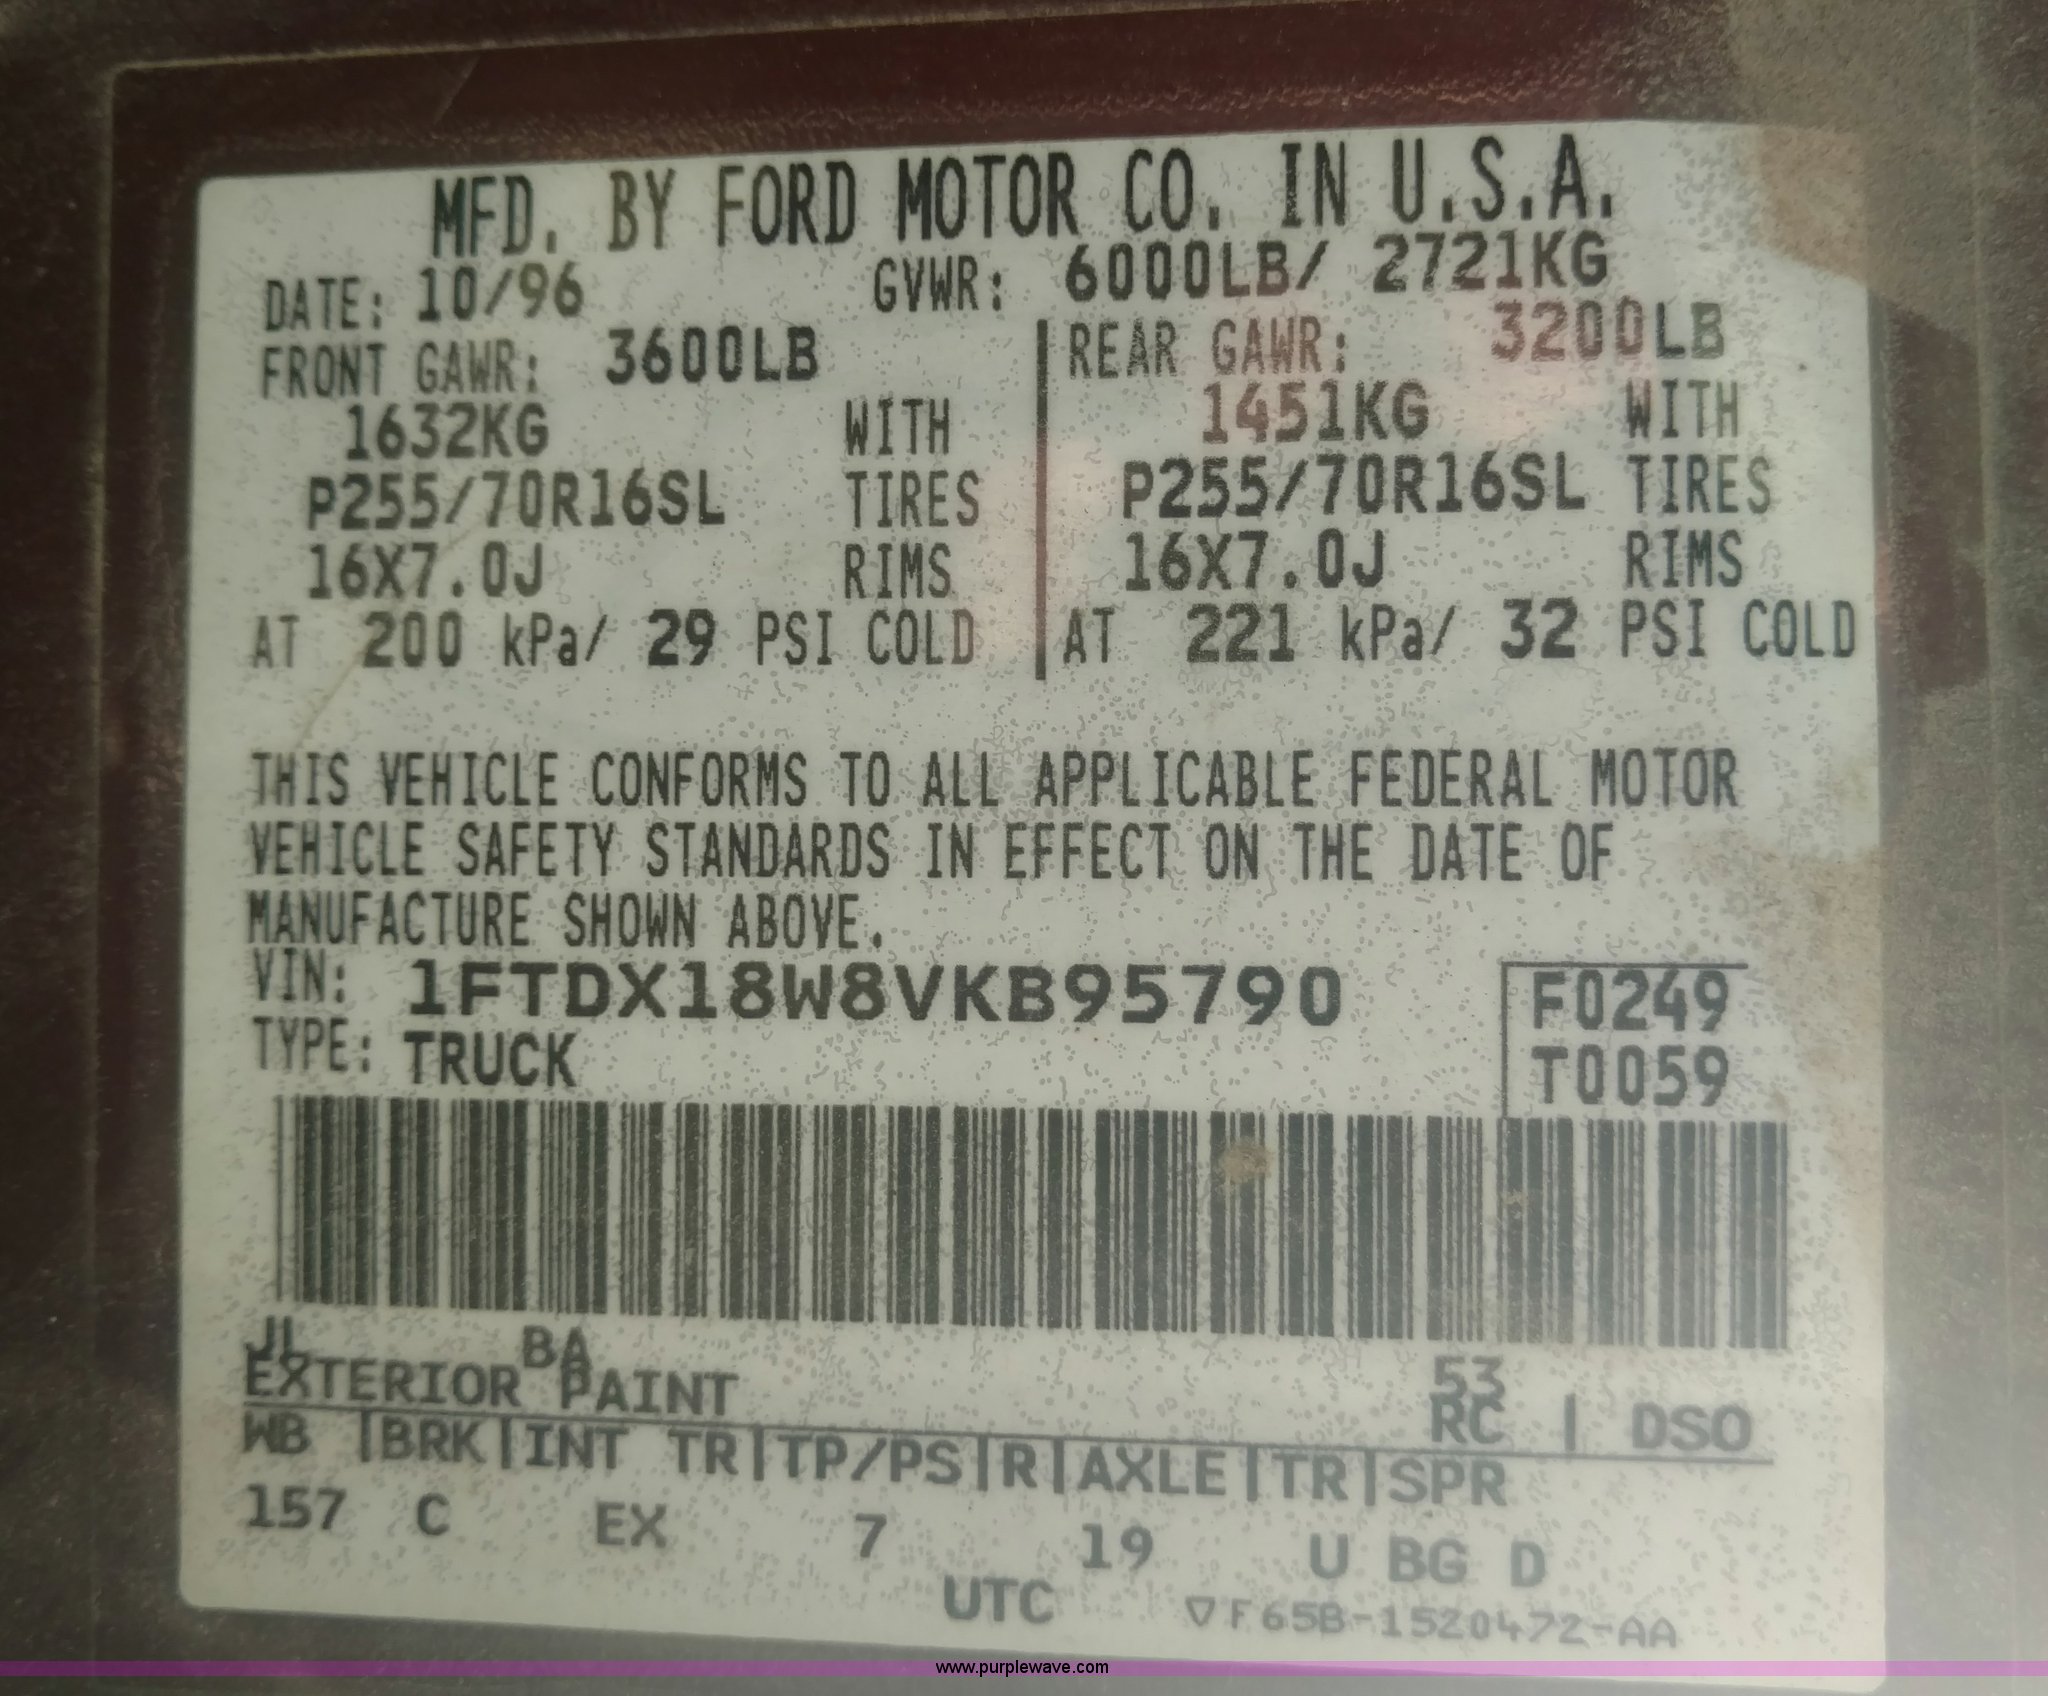 MFD. BY FORD MOTOR CO. IN U.S.A.
DATE: 10/96 GVWR: 6000LB/ 2721KG
FRONT GAWR: 3600LB REAR GAWR: 3200LB
1632KG WITH 1451KG WITH
P255/70R16SL TIRES P255/70R16SL TIRES
16X7.0J RIMS 16X7.0J RIMS
AT 200 kPa/ 29 PSI COLD AT 221 kPa/ 32 PSI COLD
THIS VEHICLE CONFORMS TO ALL APPLICABLE FEDERAL MOTOR
VEHICLE SAFETY STANDARDS IN EFFECT ON THE DATE OF
MANUFACTURE SHOWN ABOVE.
VIN: 1FTDX18W8VKB95790 F0249
TYPE: TRUCK T0059
JL BA 53
EXTERIOR PAINT RC | DSO
WB |BRK|INT TR|TP/PS|R|AXLE|TR|SPR
157 C EX 7 19 U BG D
UTC ▽F65B-1520472-AA
www.purplewave.com